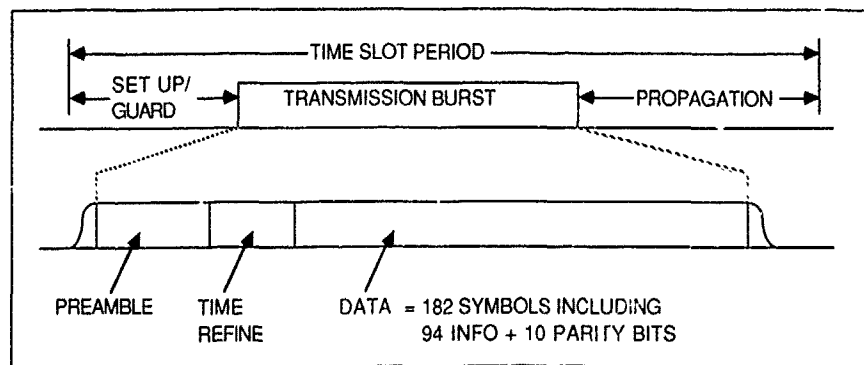 TIME SLOT PERIOD
SET UP/
GUARD
TRANSMISSION BURST
PROPAGATION
PREAMBLE
TIME
REFINE
DATA = 182 SYMBOLS INCLUDING
94 INFO + 10 PARITY BITS